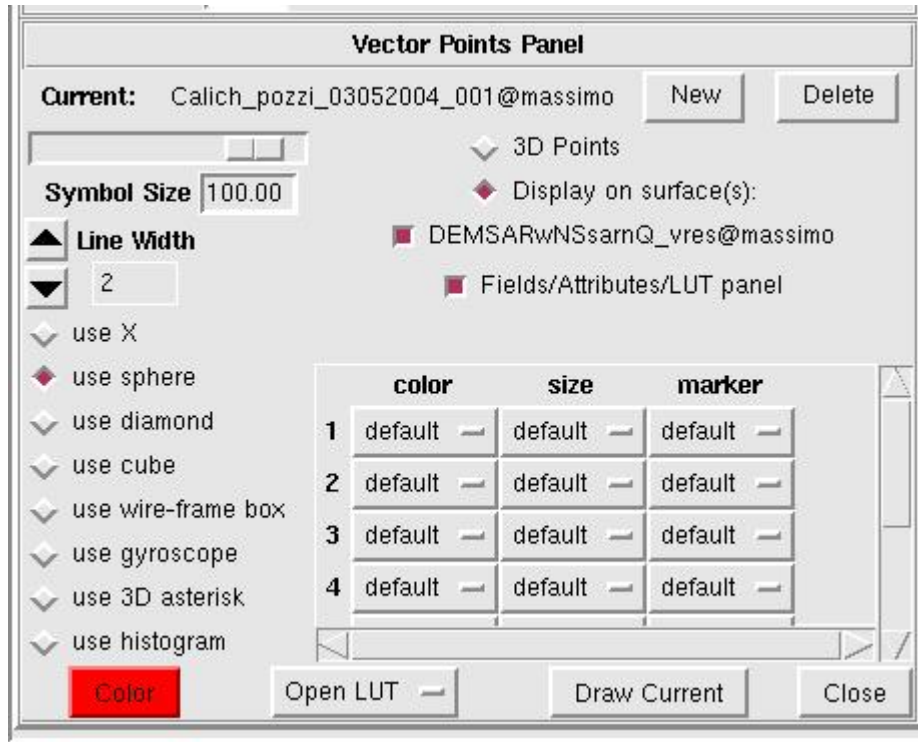 Vector Points Panel
Current: Calich_pozzi_03052004_001@massimo New Delete
3D Points
Symbol Size 100.00
Display on surface(s):
Line Width
DEMSARwNSsarnQ_vres@massimo
2
Fields/Attributes/LUT panel
use X
use sphere
use diamond
use cube
use wire-frame box
use gyroscope
use 3D asterisk
use histogram
color size marker
1 default default default
2 default default default
3 default default default
4 default default default
Color Open LUT Draw Current Close